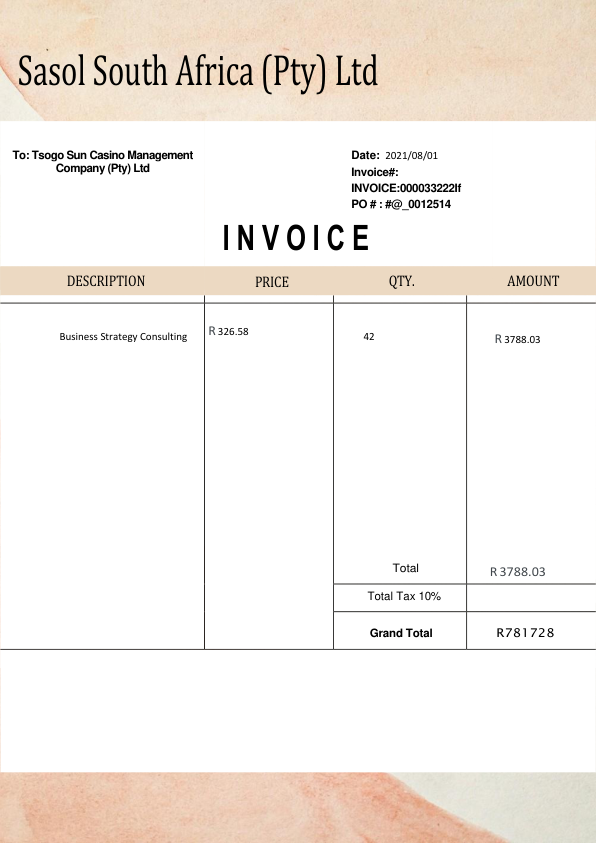 Sasol South Africa (Pty) Ltd
To: Tsogo Sun Casino Management
Company (Pty) Ltd
Date: 2021/08/01
Invoice#:
INVOICE:000033222If
PO # : #@_0012514
INVOICE
DESCRIPTION PRICE QTY. AMOUNT
Business Strategy Consulting R 326.58 42 R 3788.03
Total R 3788.03
Total Tax 10%
Grand Total R781728